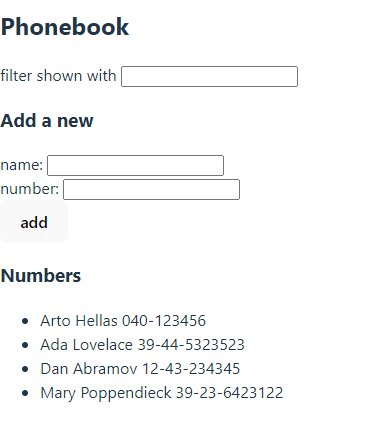 Phonebook
filter shown with
Add a new
name:
number:
add
Numbers
Arto Hellas 040-123456
Ada Lovelace 39-44-5323523
Dan Abramov 12-43-234345
Mary Poppendieck 39-23-6423122